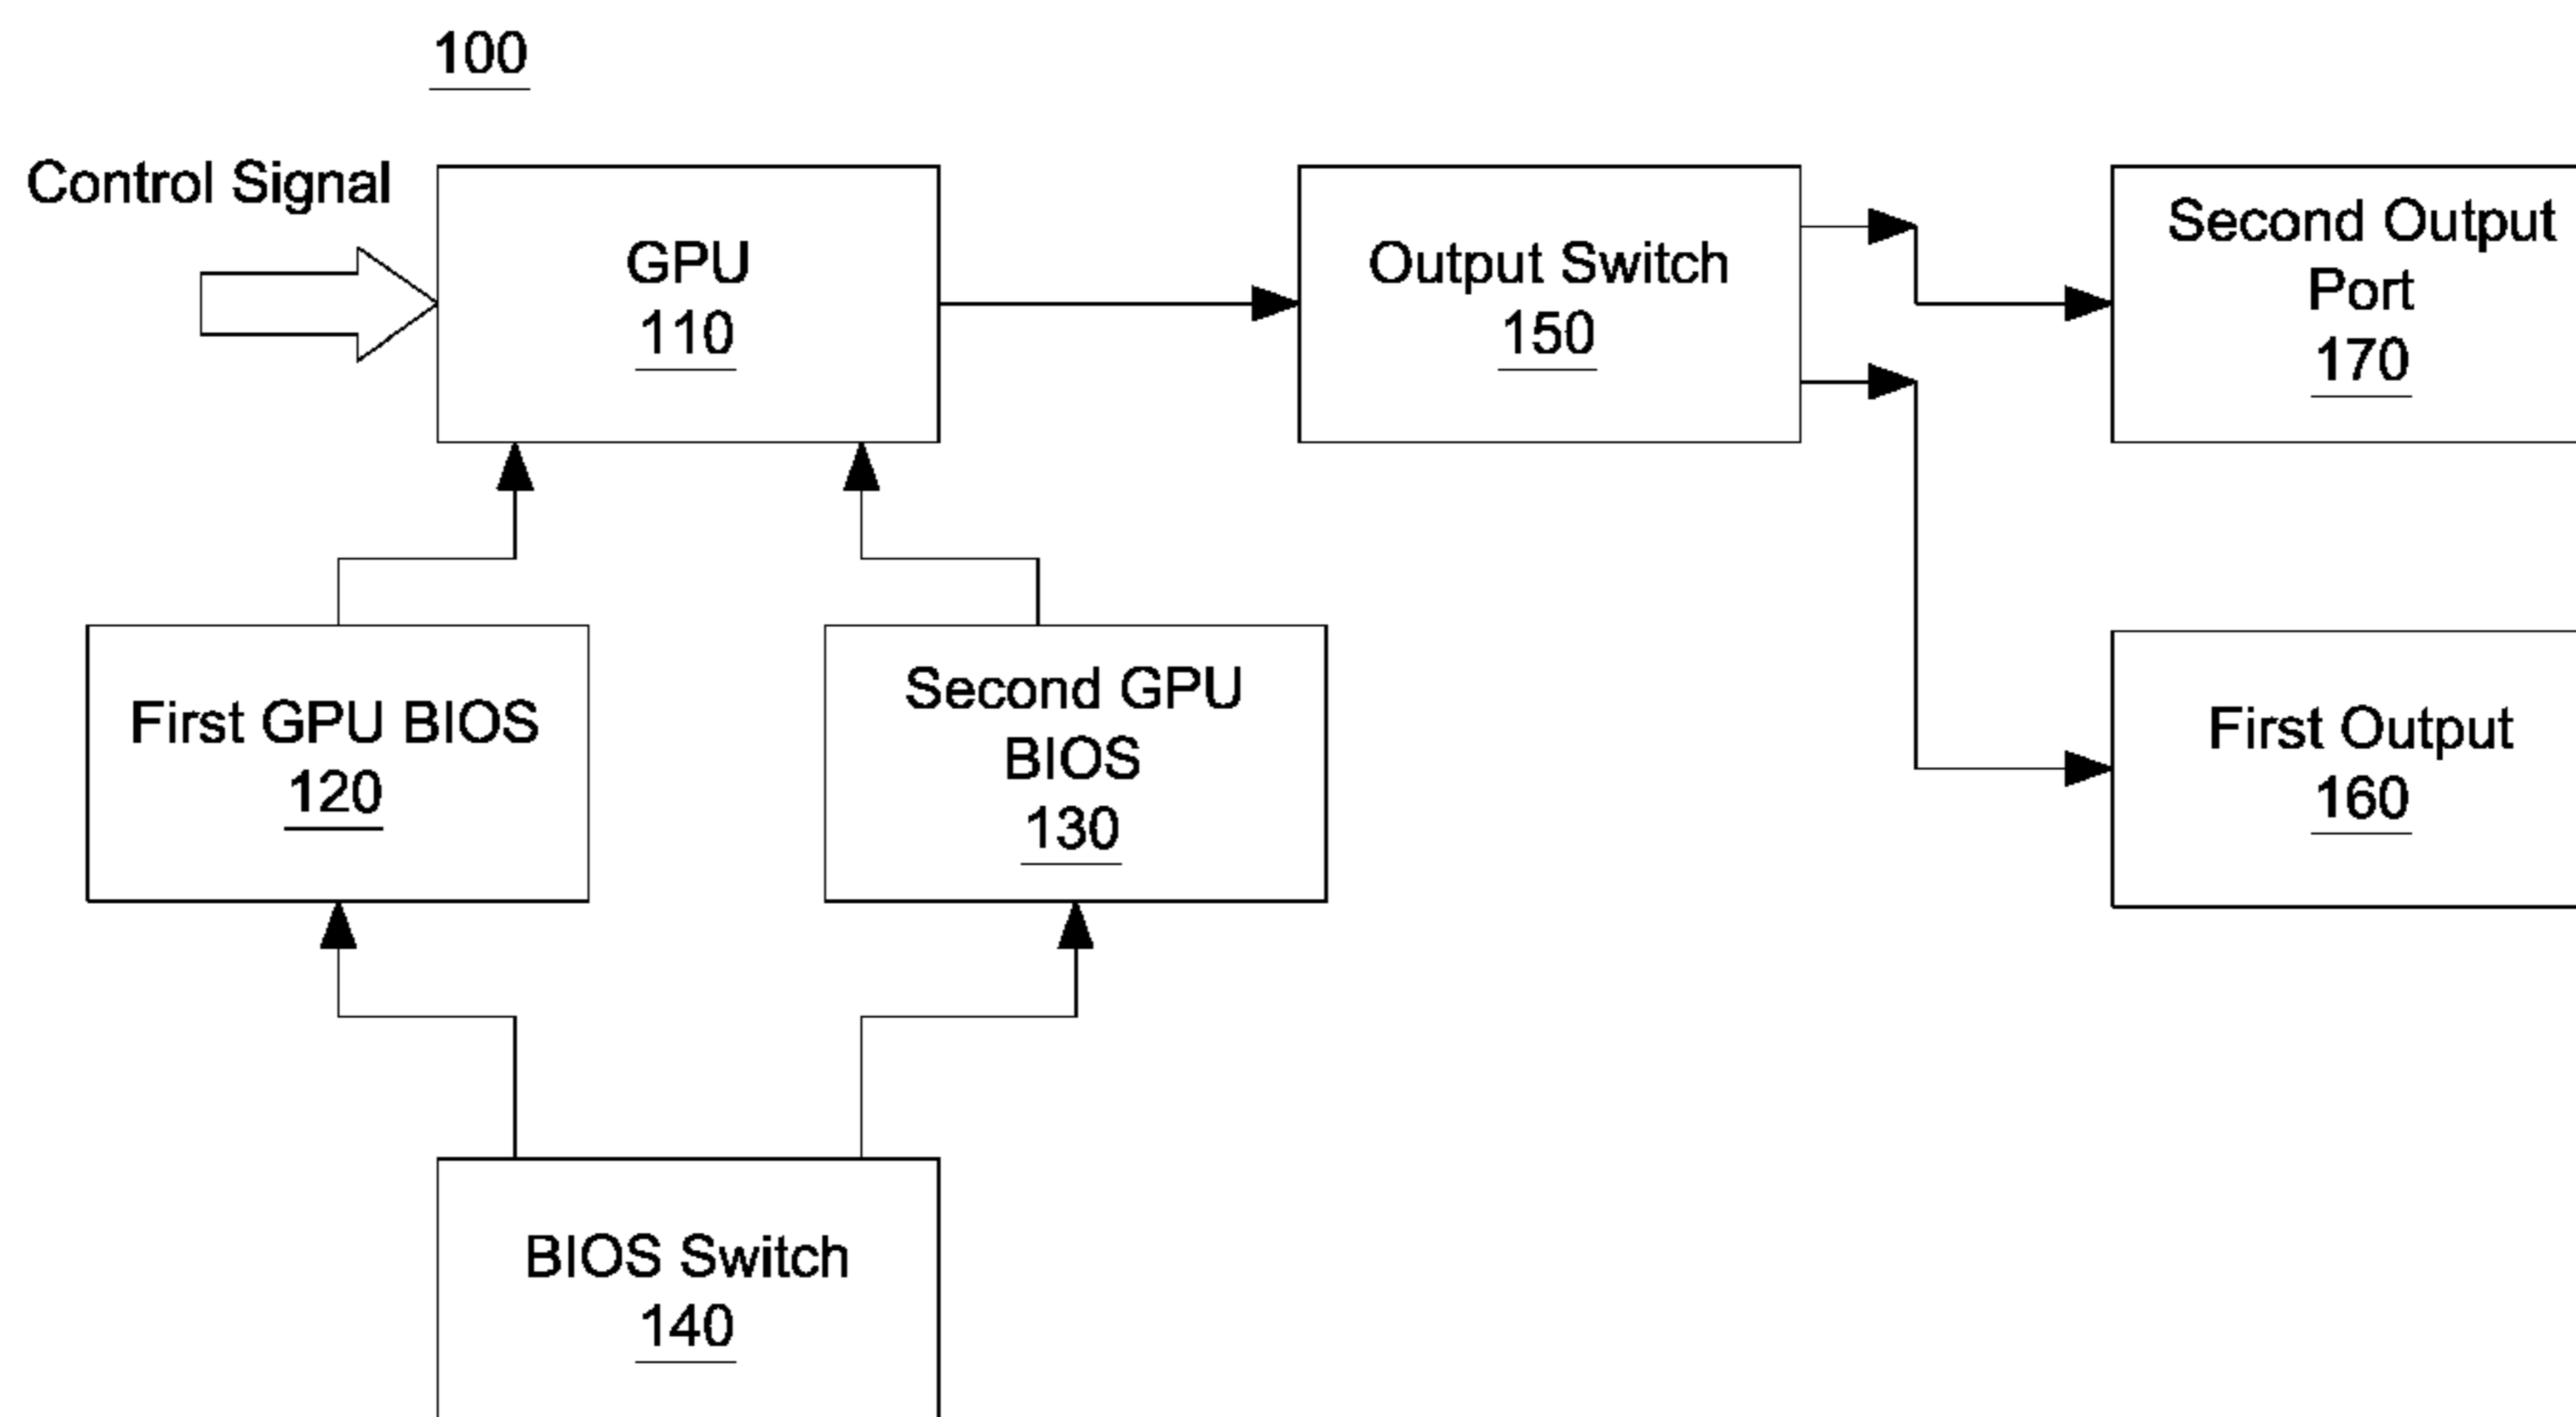 100
Control Signal
GPU
110
Output Switch
150
Second Output
Port
170
First GPU BIOS
120
Second GPU
BIOS
130
First Output
160
BIOS Switch
140